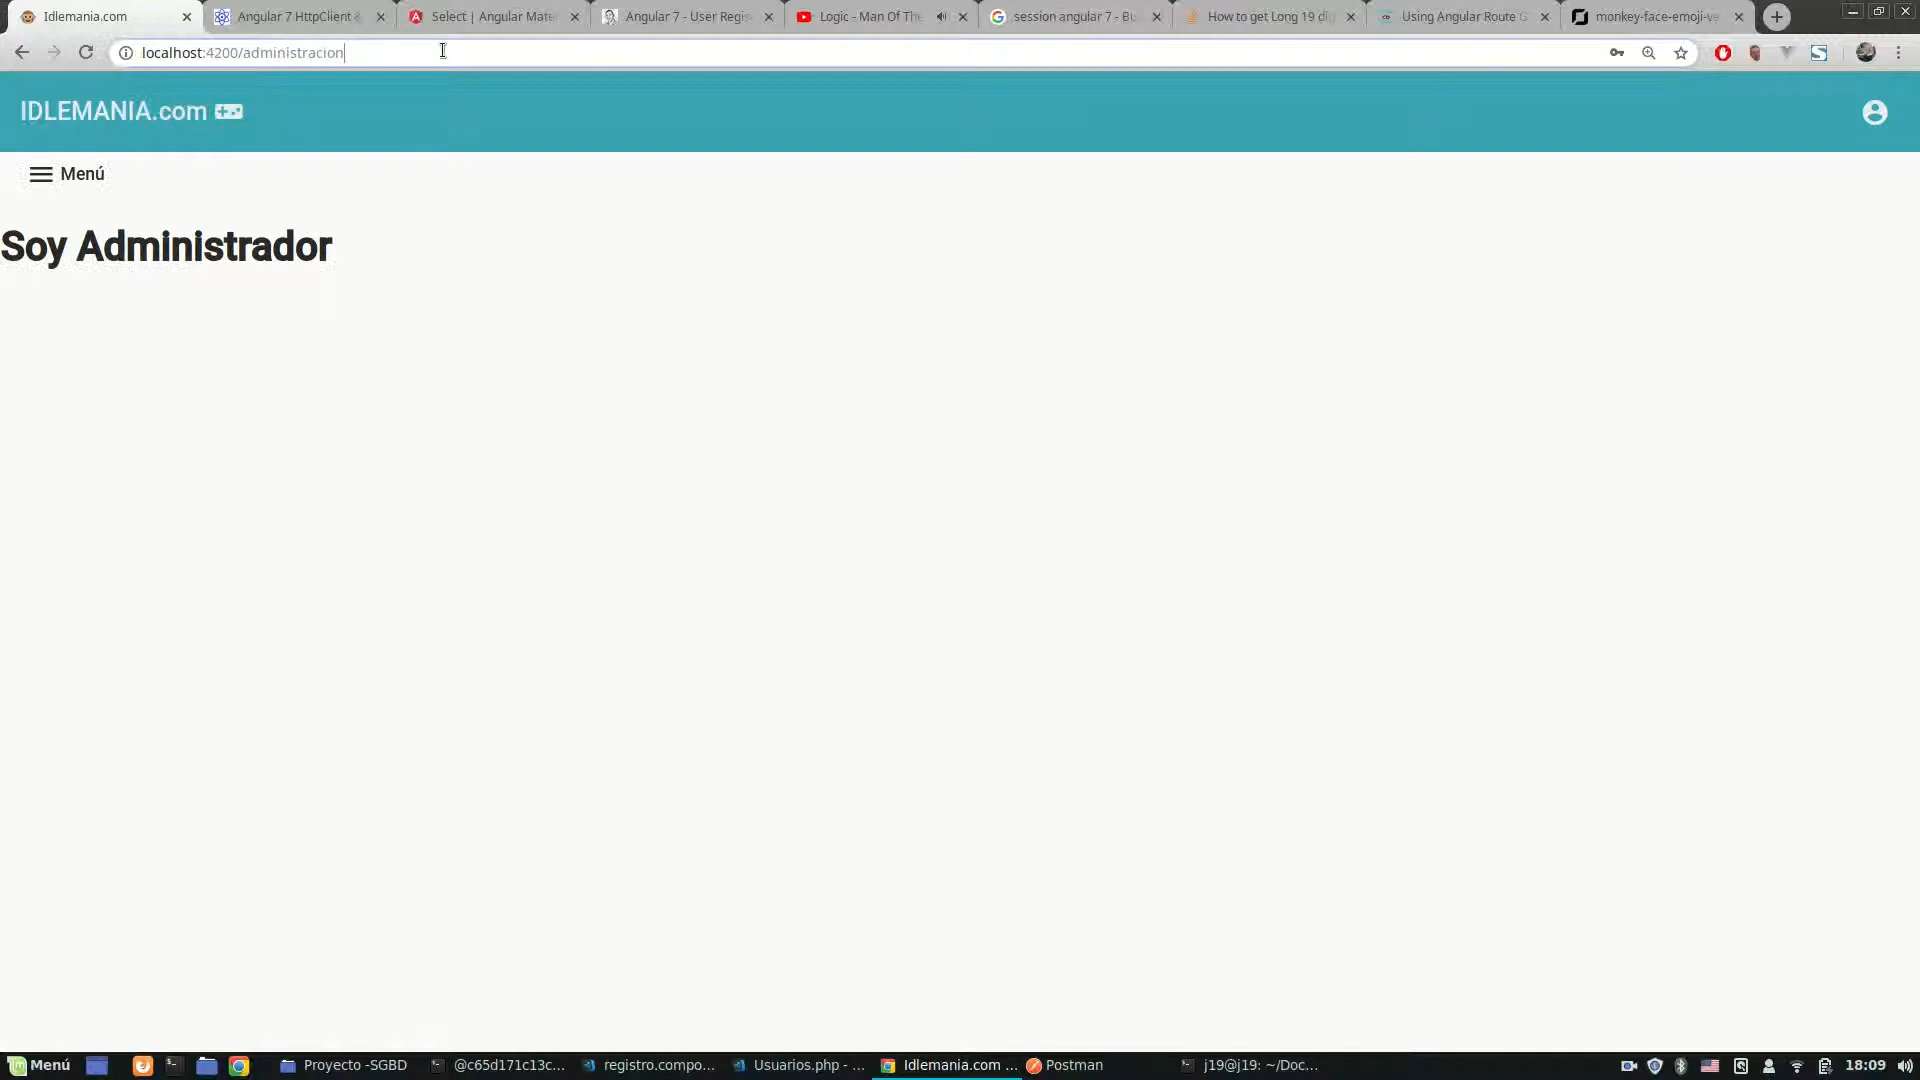 Idlemania.com
Angular 7 HttpClient &
Select | Angular Mate
Angular 7 - User Regis
Logic - Man Of The
session angular 7 - Bu
How to get Long 19 dig
Using Angular Route G
monkey-face-emoji-ve
localhost:4200/administracion
IDLEMANIA.com
Menú
Soy Administrador
Menú
Proyecto -SGBD
@c65d171c13c...
registro.compo...
Usuarios.php - ...
Idlemania.com ...
Postman
j19@j19: ~/Doc...
18:09